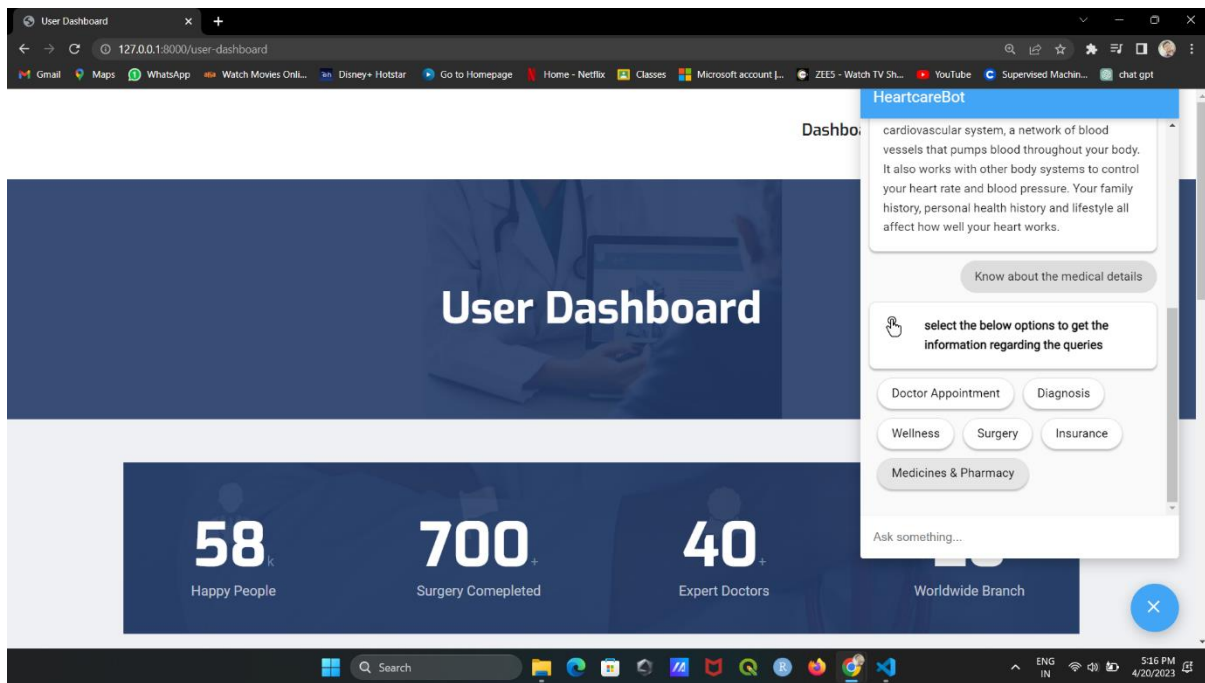 User Dashboard
127.0.0.1:8000/user-dashboard
Gmail Maps WhatsApp Watch Movies Onli... Disney+ Hotstar Go to Homepage Home - Netflix Classes Microsoft account |... ZEE5 - Watch TV Sh... YouTube Supervised Machin... chat gpt
HeartcareBot
Dashbo
cardiovascular system, a network of blood
vessels that pumps blood throughout your body.
It also works with other body systems to control
your heart rate and blood pressure. Your family
history, personal health history and lifestyle all
affect how well your heart works.
Know about the medical details
User Dashboard
select the below options to get the
information regarding the queries
Doctor Appointment Diagnosis
Wellness Surgery Insurance
Medicines & Pharmacy
Ask something...
58k 700+ 40+
Happy People Surgery Comepleted Expert Doctors Worldwide Branch
Search
ENG
IN
5:16 PM
4/20/2023